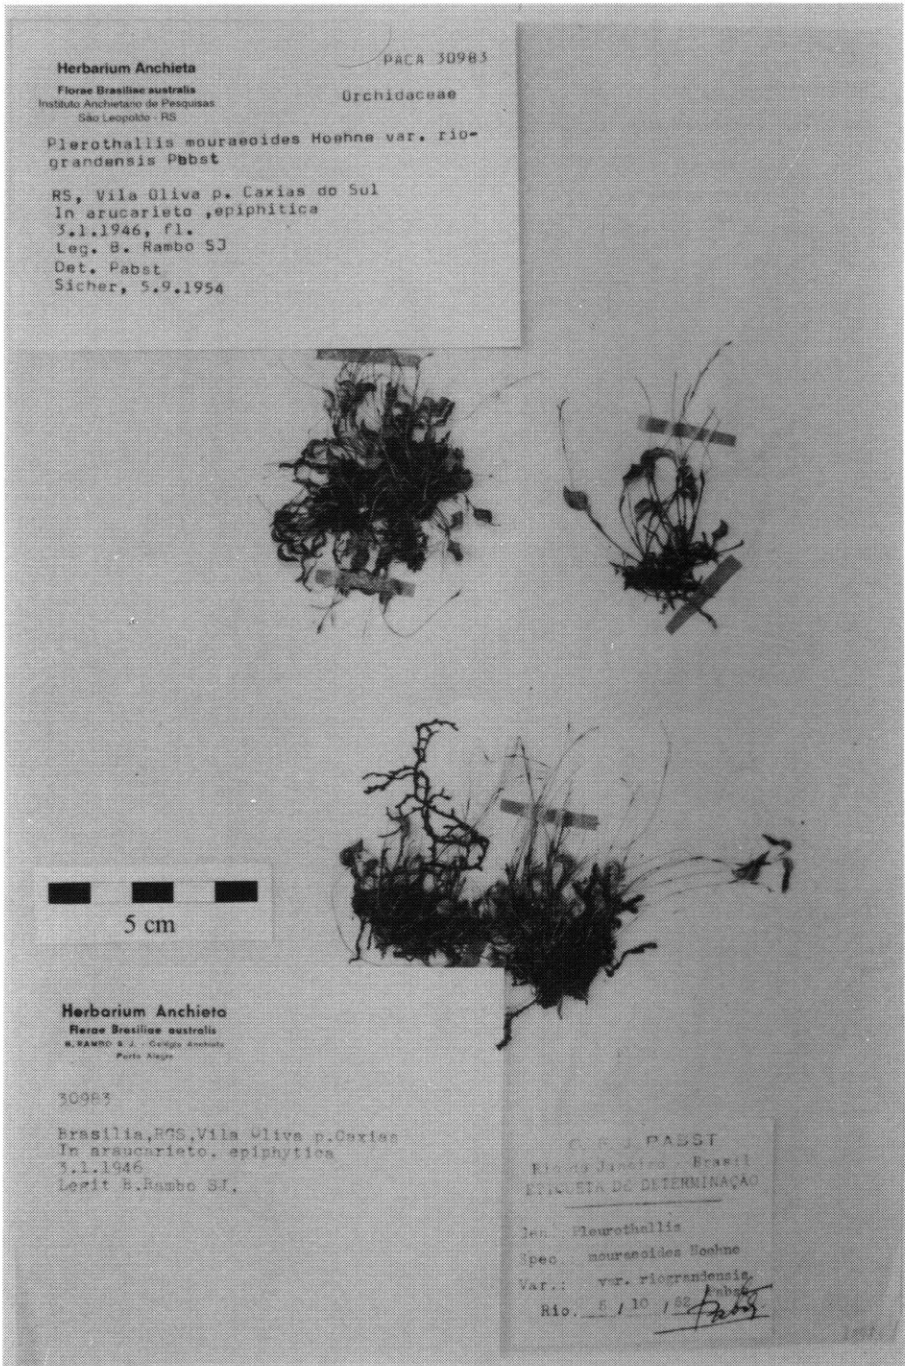 PACA 30983
Herbarium Anchieta
Florae Brasiliae australis
Instituto Anchietano de Pesquisas
São Leopoldo - RS
Orchidaceae
Plerothallis mouraeoides Hoehne var. rio-
grandensis Pabst
RS, Vila Oliva p. Caxias do Sul
In arucarieto ,epiphitica
3.1.1946, fl.
Leg. B. Rambo SJ
Det. Pabst
Sicher, 5.9.1954
5 cm
Herbarium Anchieta
Florae Brasiliae australis
B. RAMBO S. J. - Colégio Anchieta
Porto Alegre
30983
Brasilia,RGS,Vila Oliva p.Caxias
In araucarieto. epiphytica
3.1.1946
Legit B.Rambo SJ.
G. F. J. PABST
Rio de Janeiro - Brasil
ETIQUETA DE DETERMINAÇÃO
Gen.: Pleurothallis
Spec. mouraeoides Hoehne
Var.: var. riograndensis
Pabst
Rio. 5 / 10 / 52 Pabst